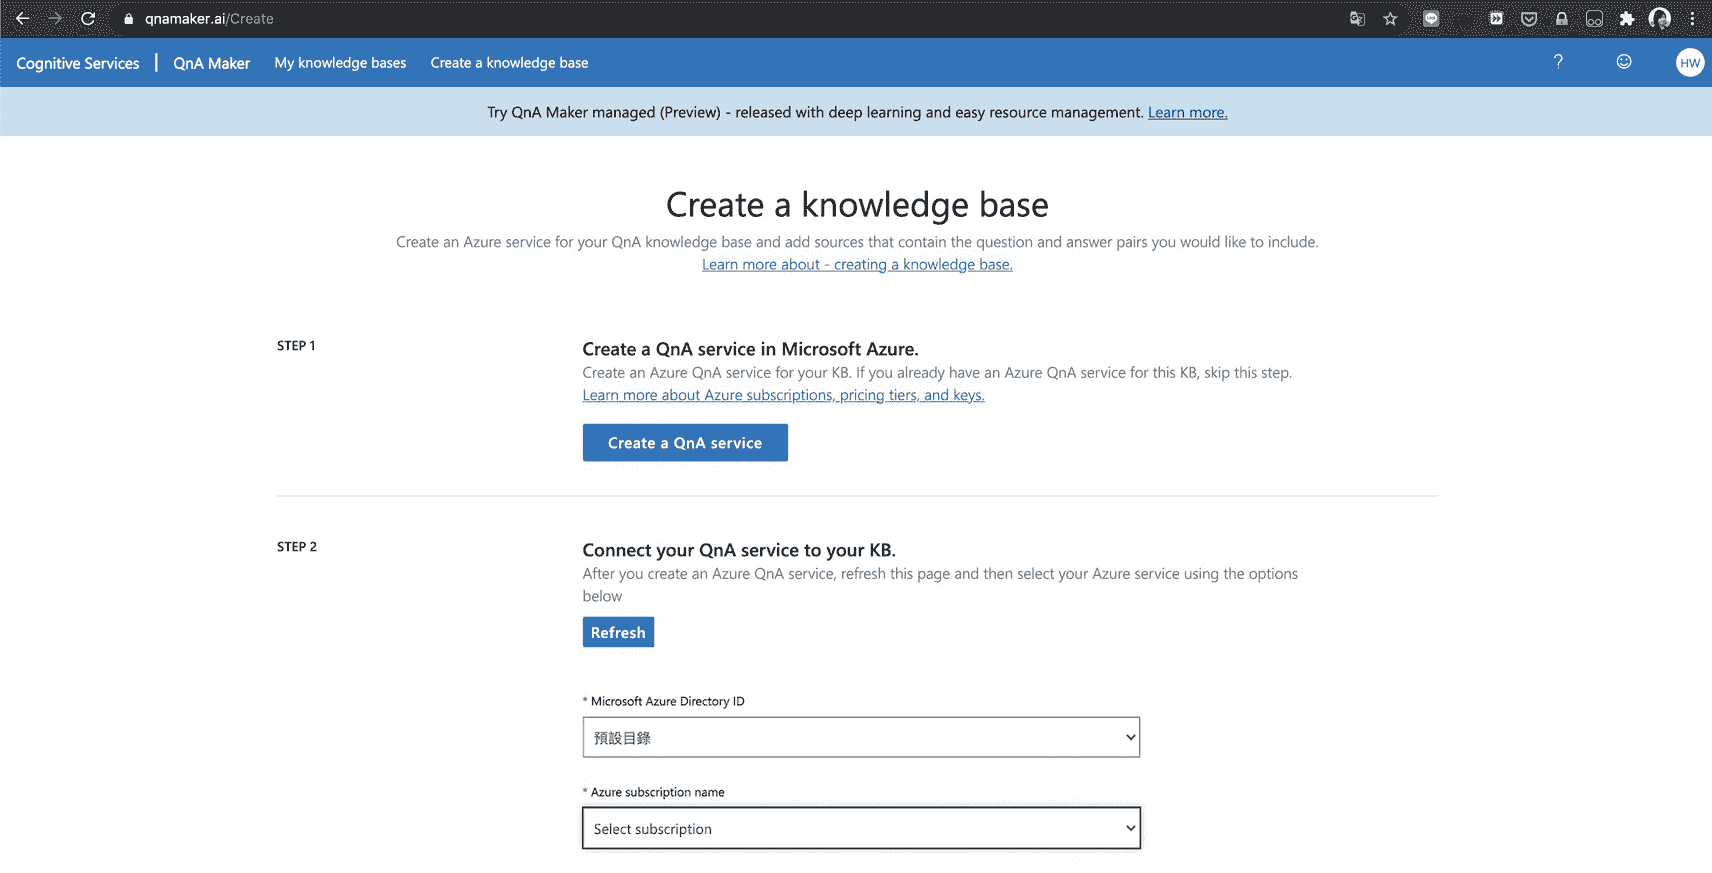 qnamaker.ai/Create
Cognitive Services | QnA Maker My knowledge bases Create a knowledge base ? HW
Try QnA Maker managed (Preview) - released with deep learning and easy resource management. Learn more.
Create a knowledge base
Create an Azure service for your QnA knowledge base and add sources that contain the question and answer pairs you would like to include.
Learn more about - creating a knowledge base.
STEP 1
Create a QnA service in Microsoft Azure.
Create an Azure QnA service for your KB. If you already have an Azure QnA service for this KB, skip this step.
Learn more about Azure subscriptions, pricing tiers, and keys.
Create a QnA service
STEP 2
Connect your QnA service to your KB.
After you create an Azure QnA service, refresh this page and then select your Azure service using the options
below
Refresh
* Microsoft Azure Directory ID
預設目錄
* Azure subscription name
Select subscription